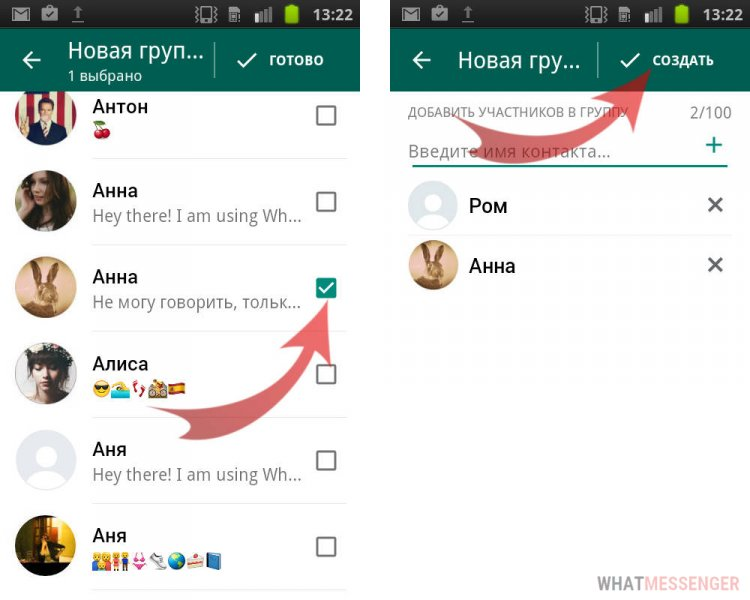 13:22
Новая груп...
1 выбрано
ГОТОВО
Антон
Анна
Hey there! I am using Wh...
Анна
Не могу говорить, тольк...
Алиса
Аня
Hey there! I am using Wh...
Аня
13:22
Новая гру...
СОЗДАТЬ
ДОБАВИТЬ УЧАСТНИКОВ В ГРУППУ
2/100
Введите имя контакта...
Ром
Анна
WHATMESSENGER